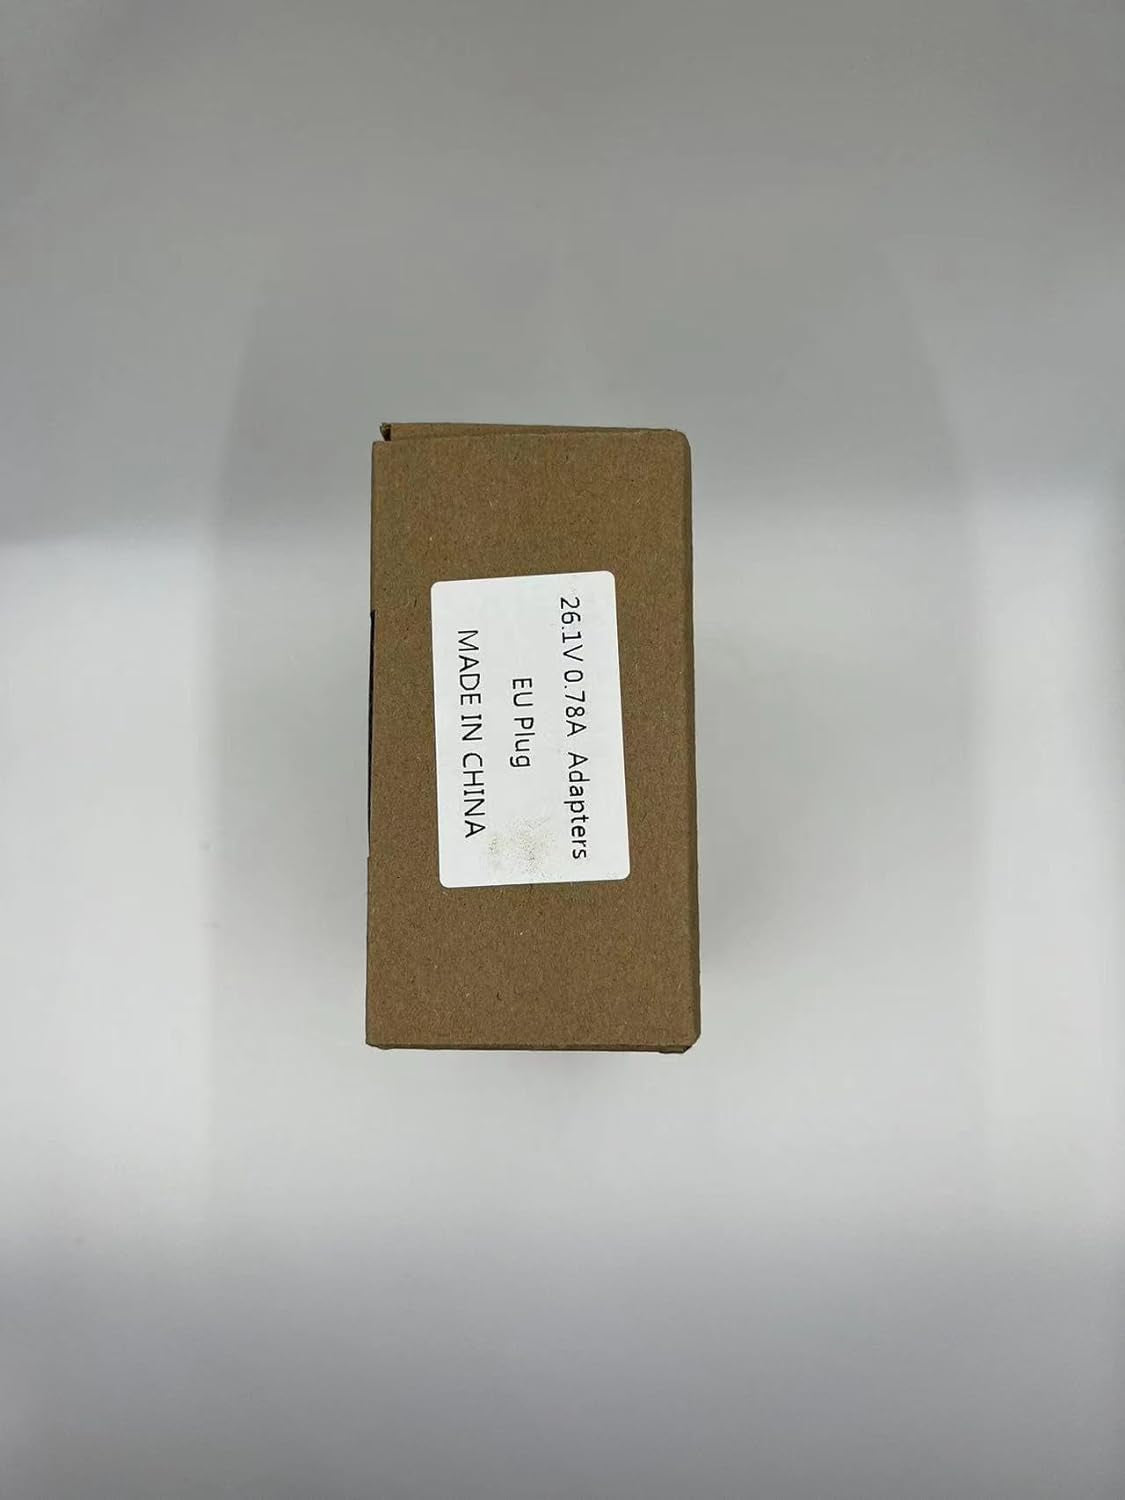 26.1V 0.78A Adapters
EU Plug
MADE IN CHINA